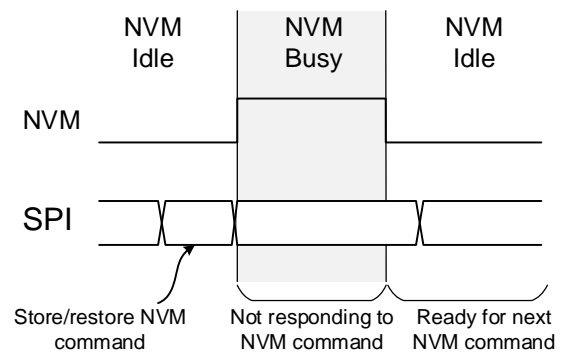 NVM Idle
NVM Busy
NVM Idle
NVM
SPI
Store/restore NVM command
Not responding to NVM command
Ready for next NVM command